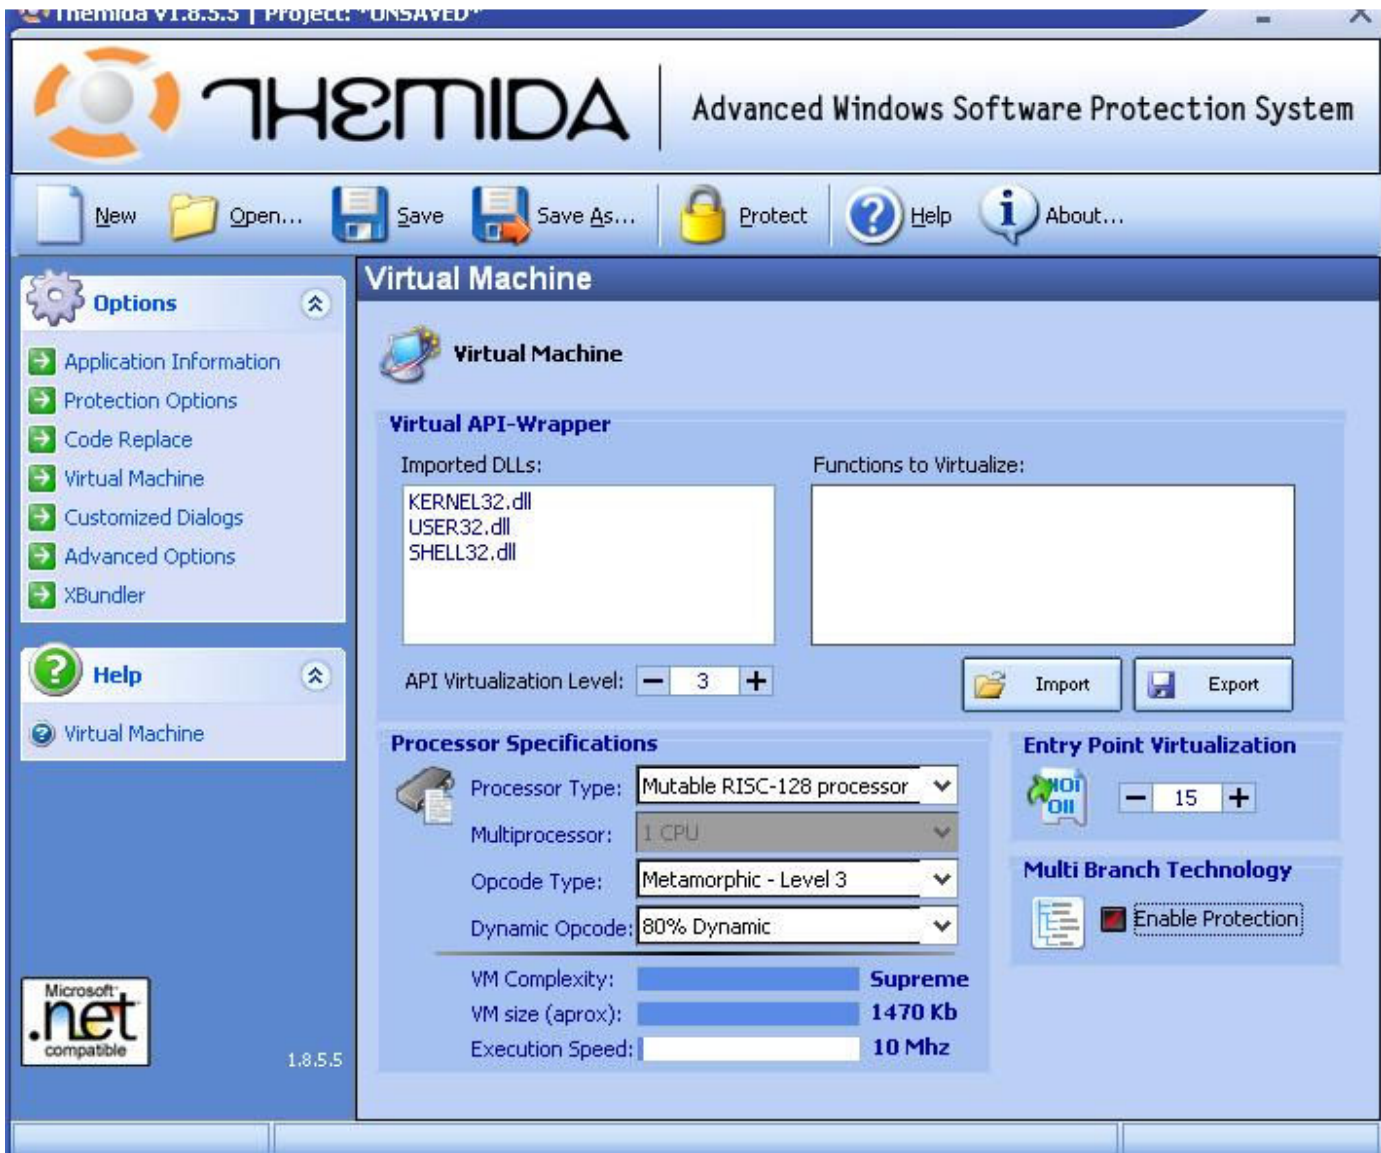 Themida v1.8.5.5 | Project: *UNSAVED*
THEMIDA
Advanced Windows Software Protection System
New
Open...
Save
Save As...
Protect
Help
About...
Options
Application Information
Protection Options
Code Replace
Virtual Machine
Customized Dialogs
Advanced Options
XBundler
Help
Virtual Machine
Microsoft
.net
compatible
1.8.5.5
Virtual Machine
Virtual Machine
Virtual API-Wrapper
Imported DLLs:
KERNEL32.dll
USER32.dll
SHELL32.dll
Functions to Virtualize:
API Virtualization Level: − 3 +
Import
Export
Processor Specifications
Processor Type: Mutable RISC-128 processor
Multiprocessor: 1 CPU
Opcode Type: Metamorphic - Level 3
Dynamic Opcode: 80% Dynamic
VM Complexity: Supreme
VM size (aprox): 1470 Kb
Execution Speed: 10 Mhz
Entry Point Virtualization
− 15 +
Multi Branch Technology
Enable Protection